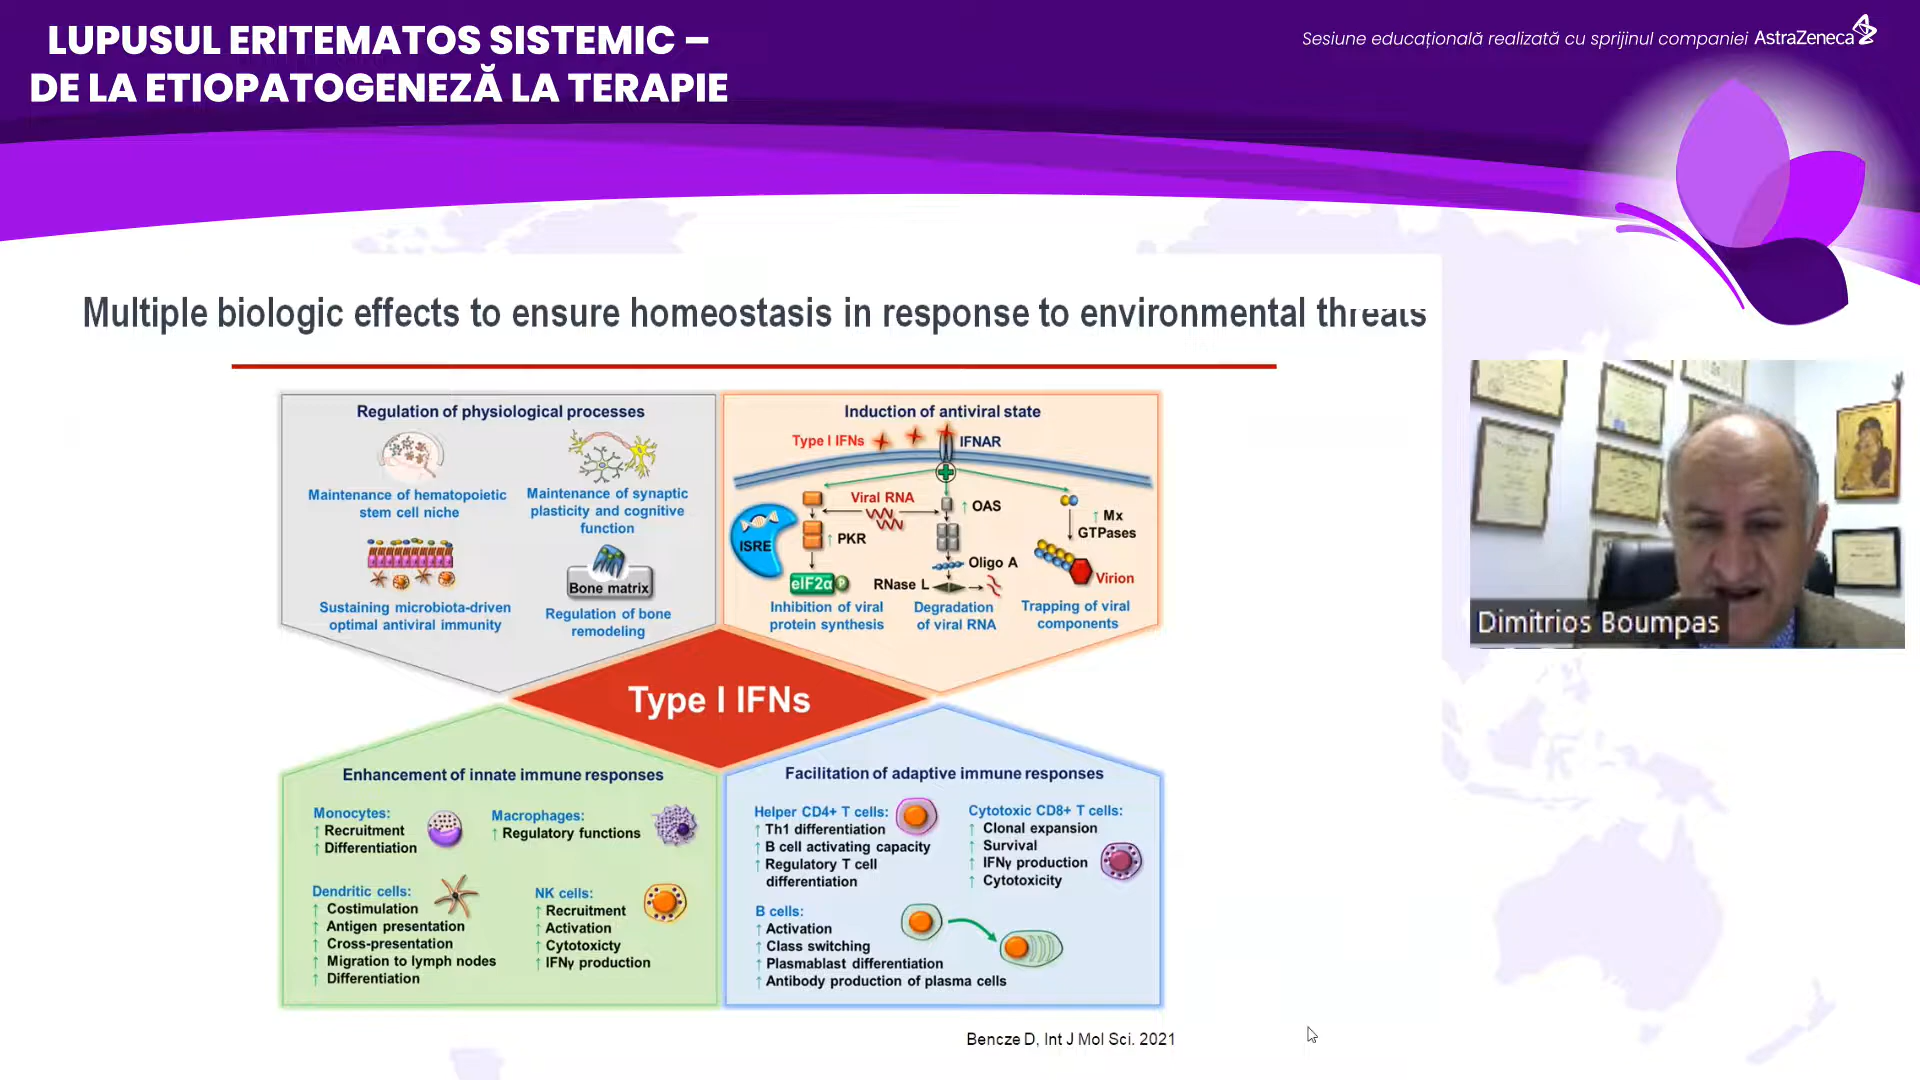 LUPUSUL ERITEMATOS SISTEMIC –
DE LA ETIOPATOGENEZĂ LA TERAPIE
Sesiune educațională realizată cu sprijinul companiei AstraZeneca
Multiple biologic effects to ensure homeostasis in response to environmental threats
Regulation of physiological processes
Maintenance of hematopoietic
stem cell niche
Maintenance of synaptic
plasticity and cognitive
function
Sustaining microbiota-driven
optimal antiviral immunity
Bone matrix
Regulation of bone
remodeling
Induction of antiviral state
Type I IFNs
IFNAR
Viral RNA
ISRE
↑ PKR
eIF2α P
↑ OAS
Oligo A
RNase L
↑ Mx
GTPases
Virion
Inhibition of viral
protein synthesis
Degradation
of viral RNA
Trapping of viral
components
Type I IFNs
Enhancement of innate immune responses
Monocytes:
↑ Recruitment
↑ Differentiation
Macrophages:
↑ Regulatory functions
Dendritic cells:
↑ Costimulation
↑ Antigen presentation
↑ Cross-presentation
↑ Migration to lymph nodes
↑ Differentiation
NK cells:
↑ Recruitment
↑ Activation
↑ Cytotoxicty
↑ IFNγ production
Facilitation of adaptive immune responses
Helper CD4+ T cells:
↑ Th1 differentiation
↑ B cell activating capacity
↑ Regulatory T cell
differentiation
Cytotoxic CD8+ T cells:
↑ Clonal expansion
↑ Survival
↑ IFNγ production
↑ Cytotoxicity
B cells:
↑ Activation
↑ Class switching
↑ Plasmablast differentiation
↑ Antibody production of plasma cells
Bencze D, Int J Mol Sci. 2021
Dimitrios Boumpas